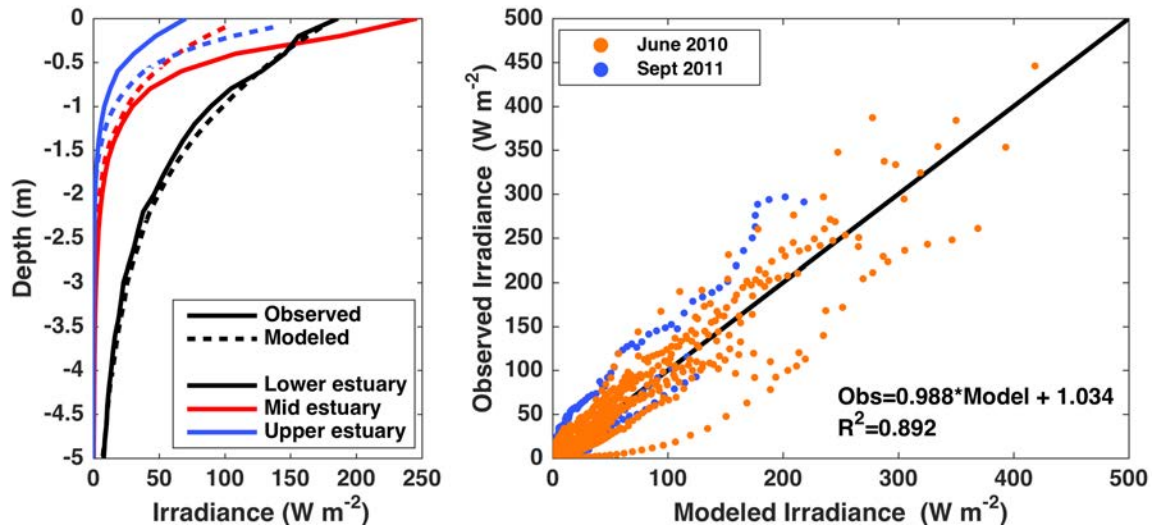 0
-0.5
-1
-1.5
-2
-2.5
-3
-3.5
-4
-4.5
-5
Depth (m)
Observed
Modeled
Lower estuary
Mid estuary
Upper estuary
0 50 100 150 200 250
Irradiance (W m⁻²)
500
450
400
350
300
250
200
150
100
50
0
Observed Irradiance (W m⁻²)
June 2010
Sept 2011
Obs=0.988*Model + 1.034
R²=0.892
100 200 300 400 500
Modeled Irradiance (W m⁻²)